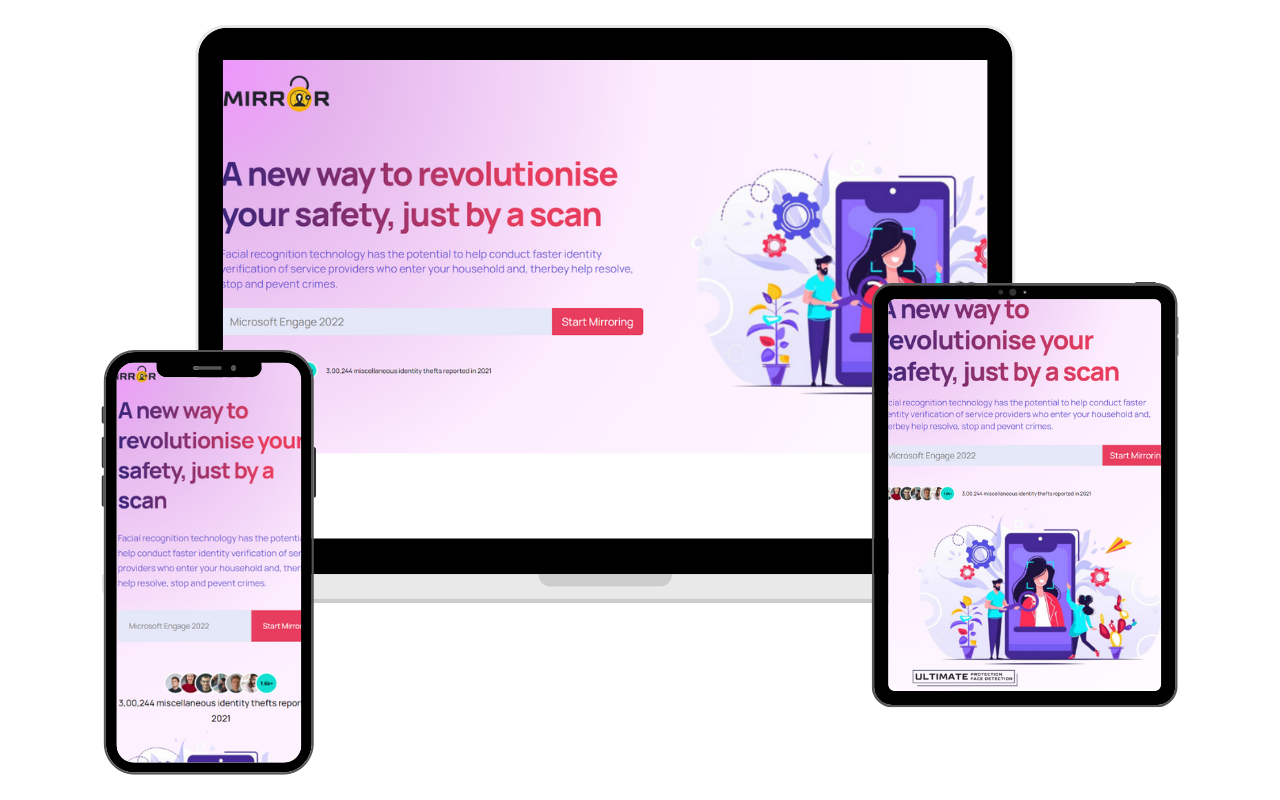 MIRROR
A new way to revolutionise
your safety, just by a scan
Facial recognition technology has the potential to help conduct faster identity
verification of service providers who enter your household and, therbey help resolve,
stop and pevent crimes.
Microsoft Engage 2022
Start Mirroring
3,00,244 miscellaneous identity thefts reported in 2021
RROR
A new way to
revolutionise your
safety, just by a
scan
Facial recognition technology has the potenti
help conduct faster identity verification of ser
providers who enter your household and, ther
help resolve, stop and pevent crimes.
Microsoft Engage 2022
Start Mirror
1.6k+
3,00,244 miscellaneous identity thefts repor
2021
A new way to
evolutionise your
safety, just by a scan
cial recognition technology has the potential to help conduct faster
entity verification of service providers who enter your household and,
erbey help resolve, stop and pevent crimes.
Microsoft Engage 2022
Start Mirrorin
1.6k+
3,00,244 miscellaneous identity thefts reported in 2021
ULTIMATE PROTECTION
FACE DETECTION